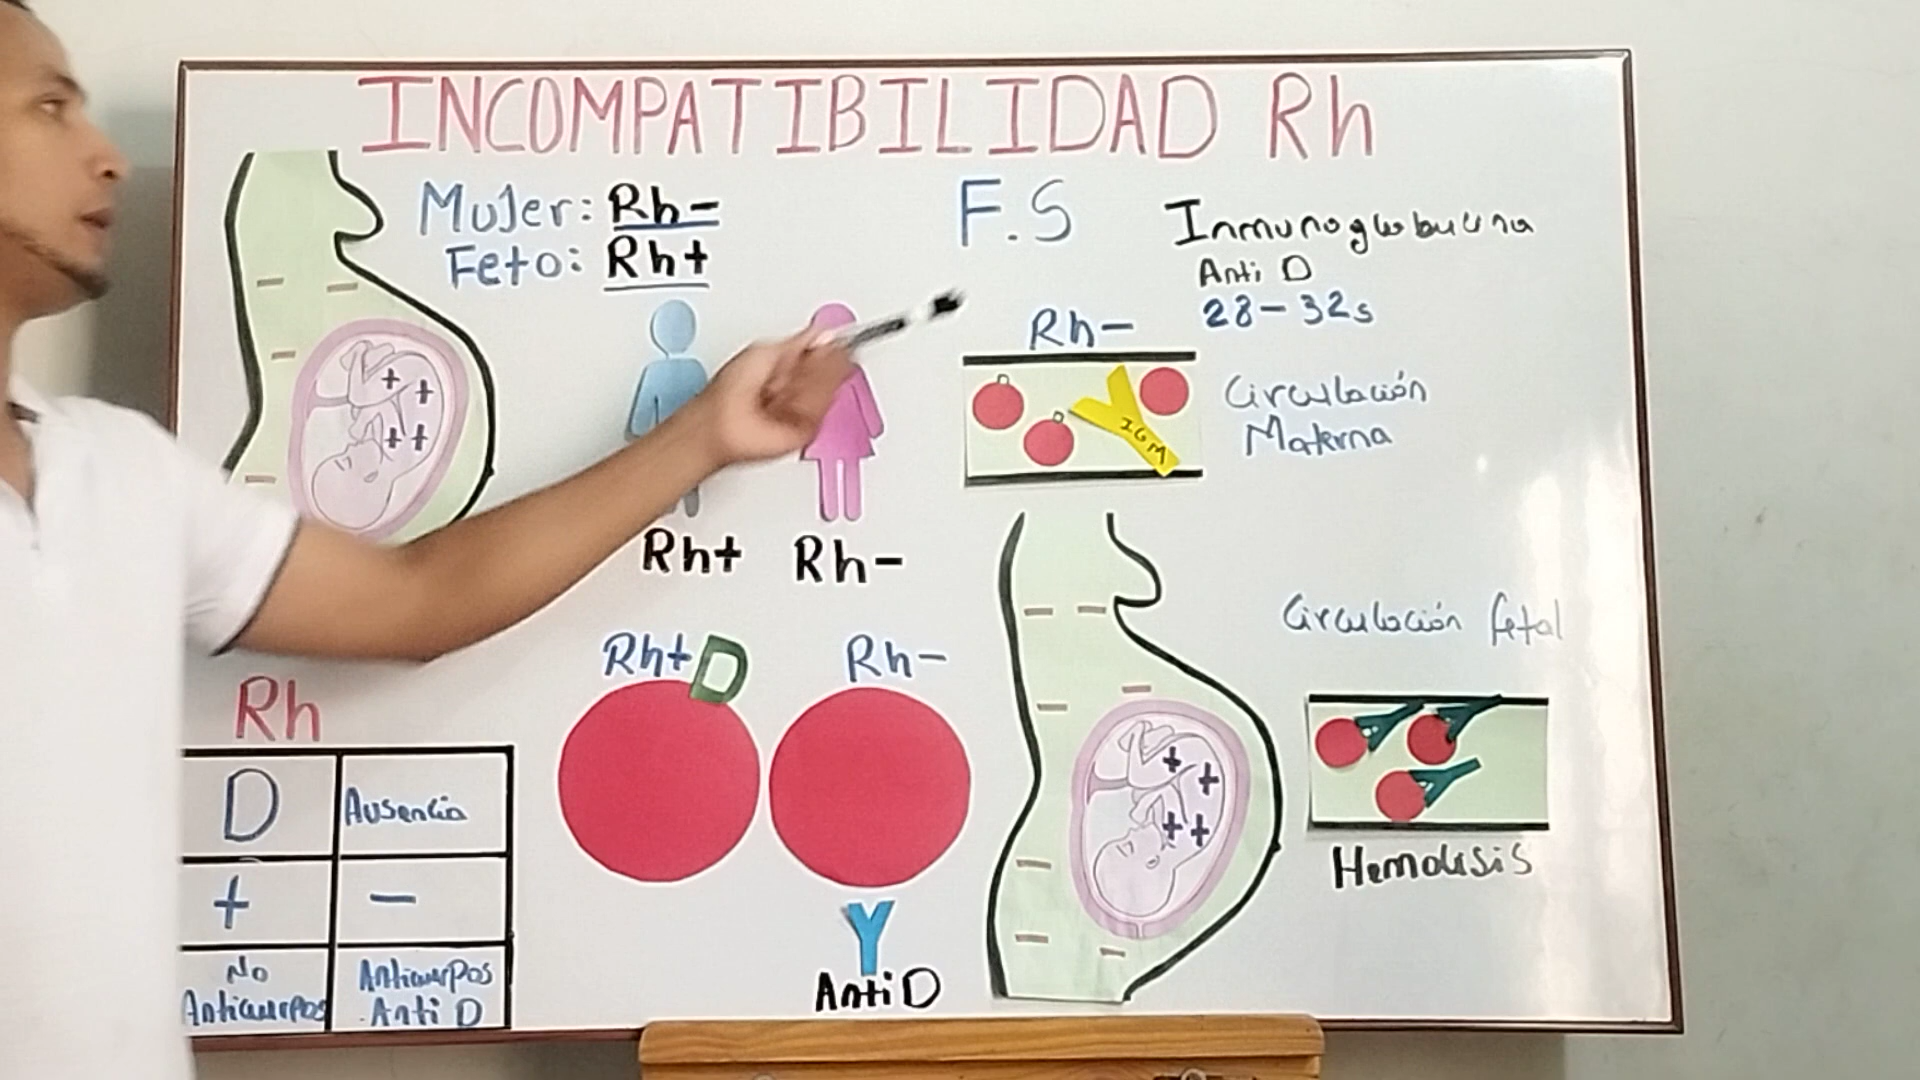 INCOMPATIBILIDAD Rh
MuJer: Rh-
Feto: Rh+
F.S
Inmunoglobulina
Anti D
28-32s
Rh-
IGM
Circulación
Materna
Rh+ Rh-
Rh+ D Rh-
Y
Anti D
Circulación fetal
Hemolisis
Rh
D Ausencia
+ -
No
Anticuerpos
Anticuerpos
Anti D